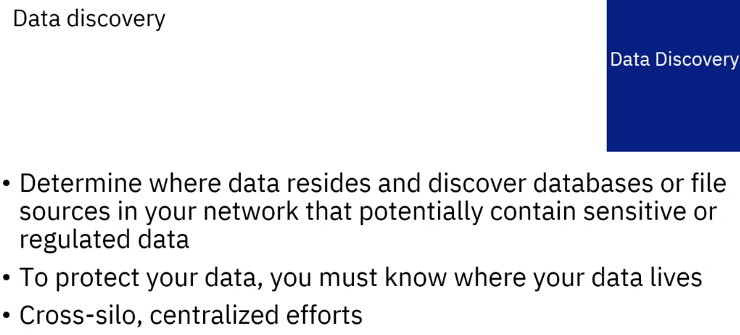 Data discovery
Data Discovery
• Determine where data resides and discover databases or file
sources in your network that potentially contain sensitive or
regulated data
• To protect your data, you must know where your data lives
• Cross-silo, centralized efforts